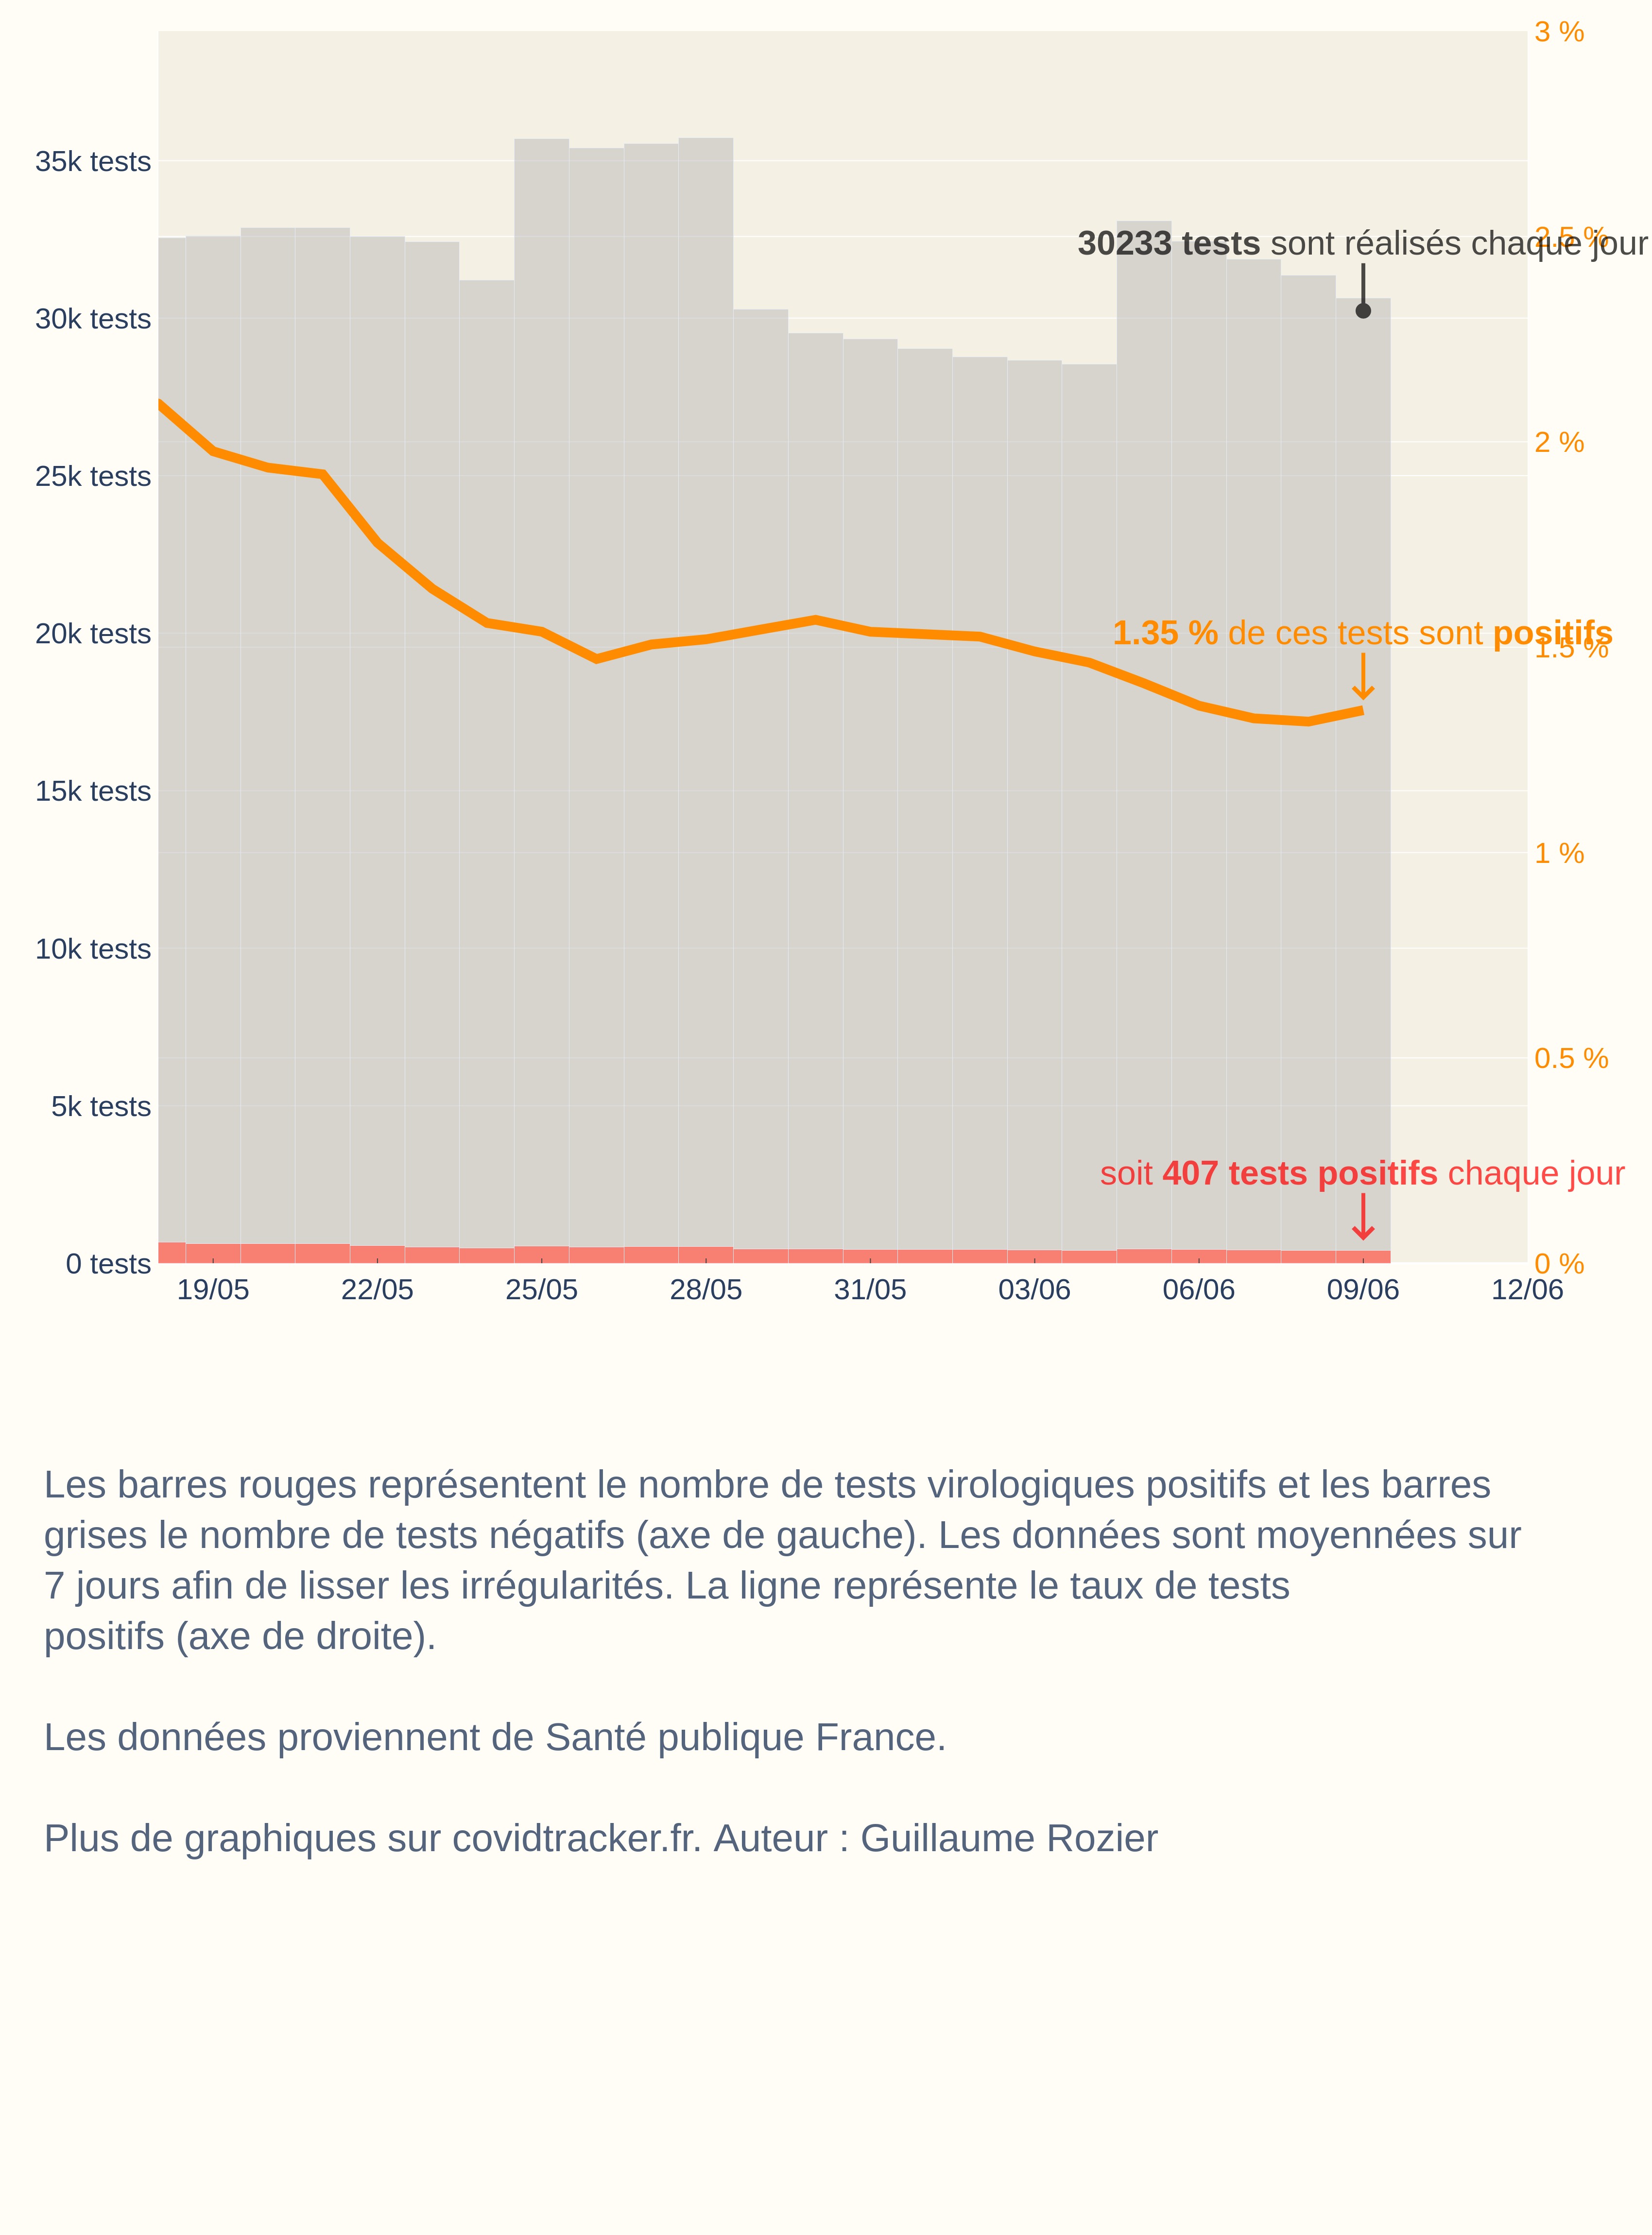 3 %
35k tests
30233 tests sont réalisés chaque jour
2.5 %
30k tests
2 %
25k tests
20k tests
1.35 % de ces tests sont positifs
1.5 %
15k tests
1 %
10k tests
0.5 %
5k tests
soit 407 tests positifs chaque jour
0 tests
0 %
19/05 22/05 25/05 28/05 31/05 03/06 06/06 09/06 12/06
Les barres rouges représentent le nombre de tests virologiques positifs et les barres
grises le nombre de tests négatifs (axe de gauche). Les données sont moyennées sur
7 jours afin de lisser les irrégularités. La ligne représente le taux de tests
positifs (axe de droite).
Les données proviennent de Santé publique France.
Plus de graphiques sur covidtracker.fr. Auteur : Guillaume Rozier